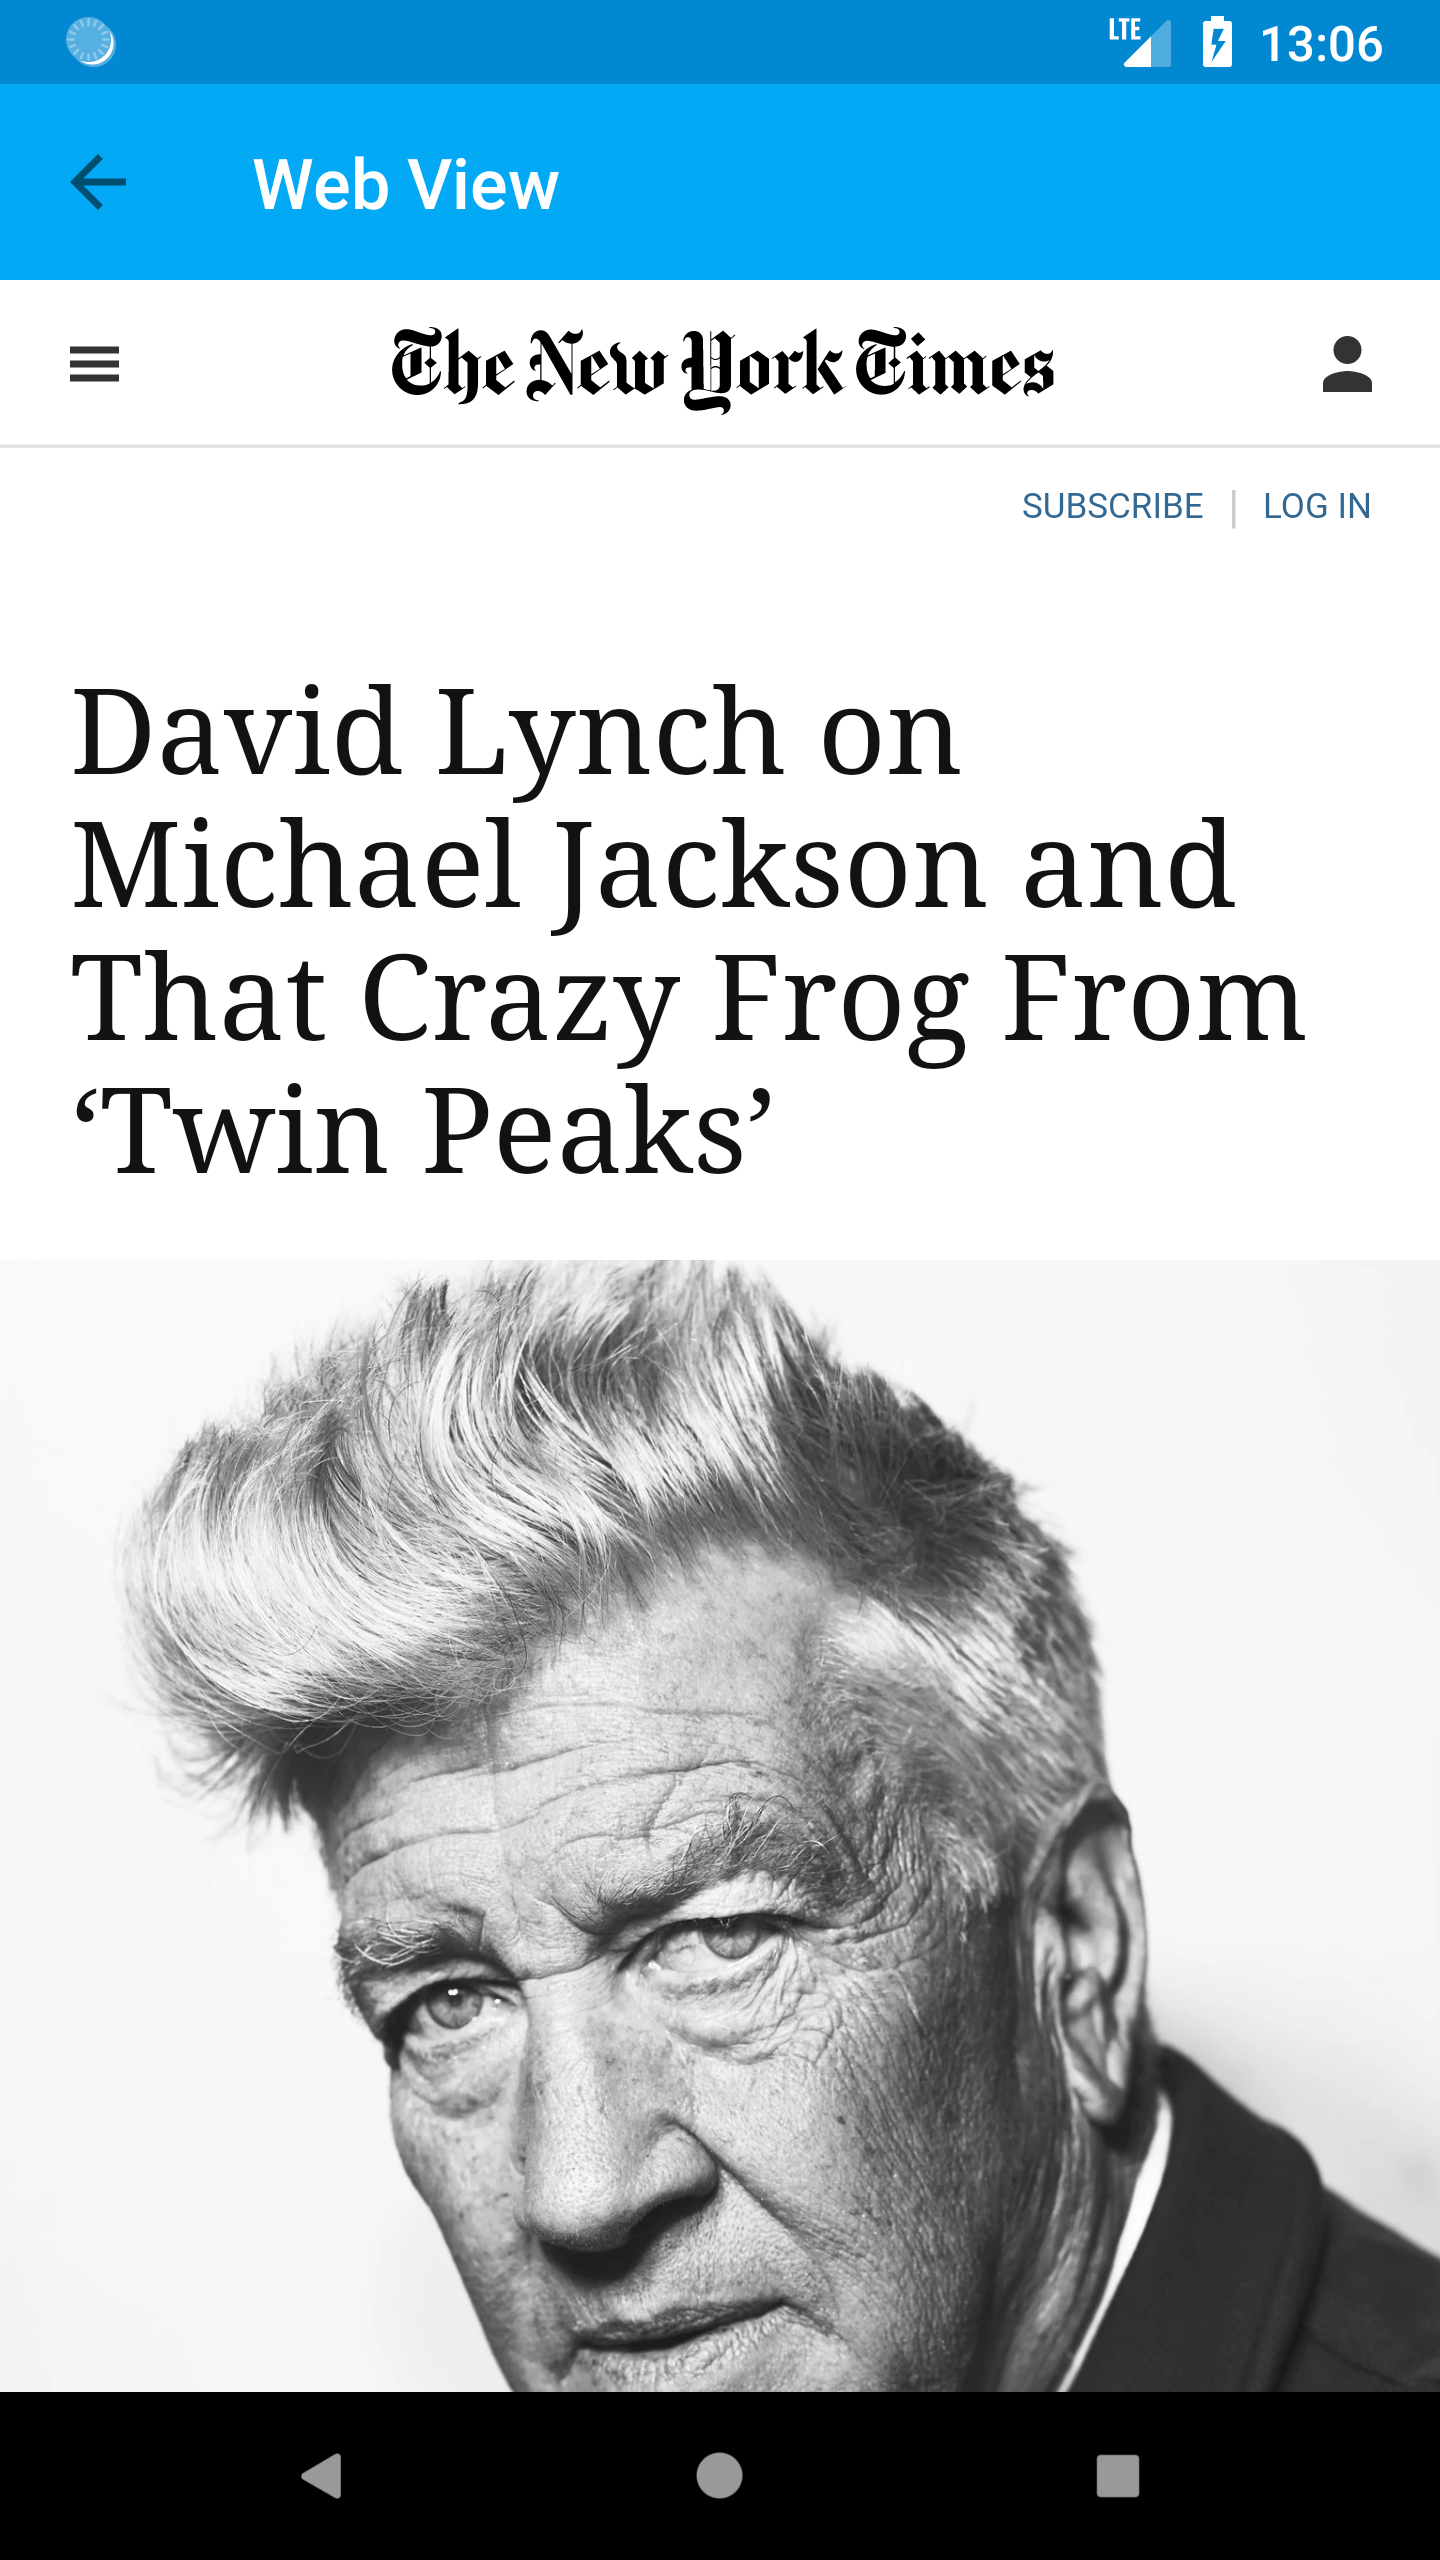 LTE 13:06
Web View
The New York Times
SUBSCRIBE | LOG IN
David Lynch on
Michael Jackson and
That Crazy Frog From
‘Twin Peaks’